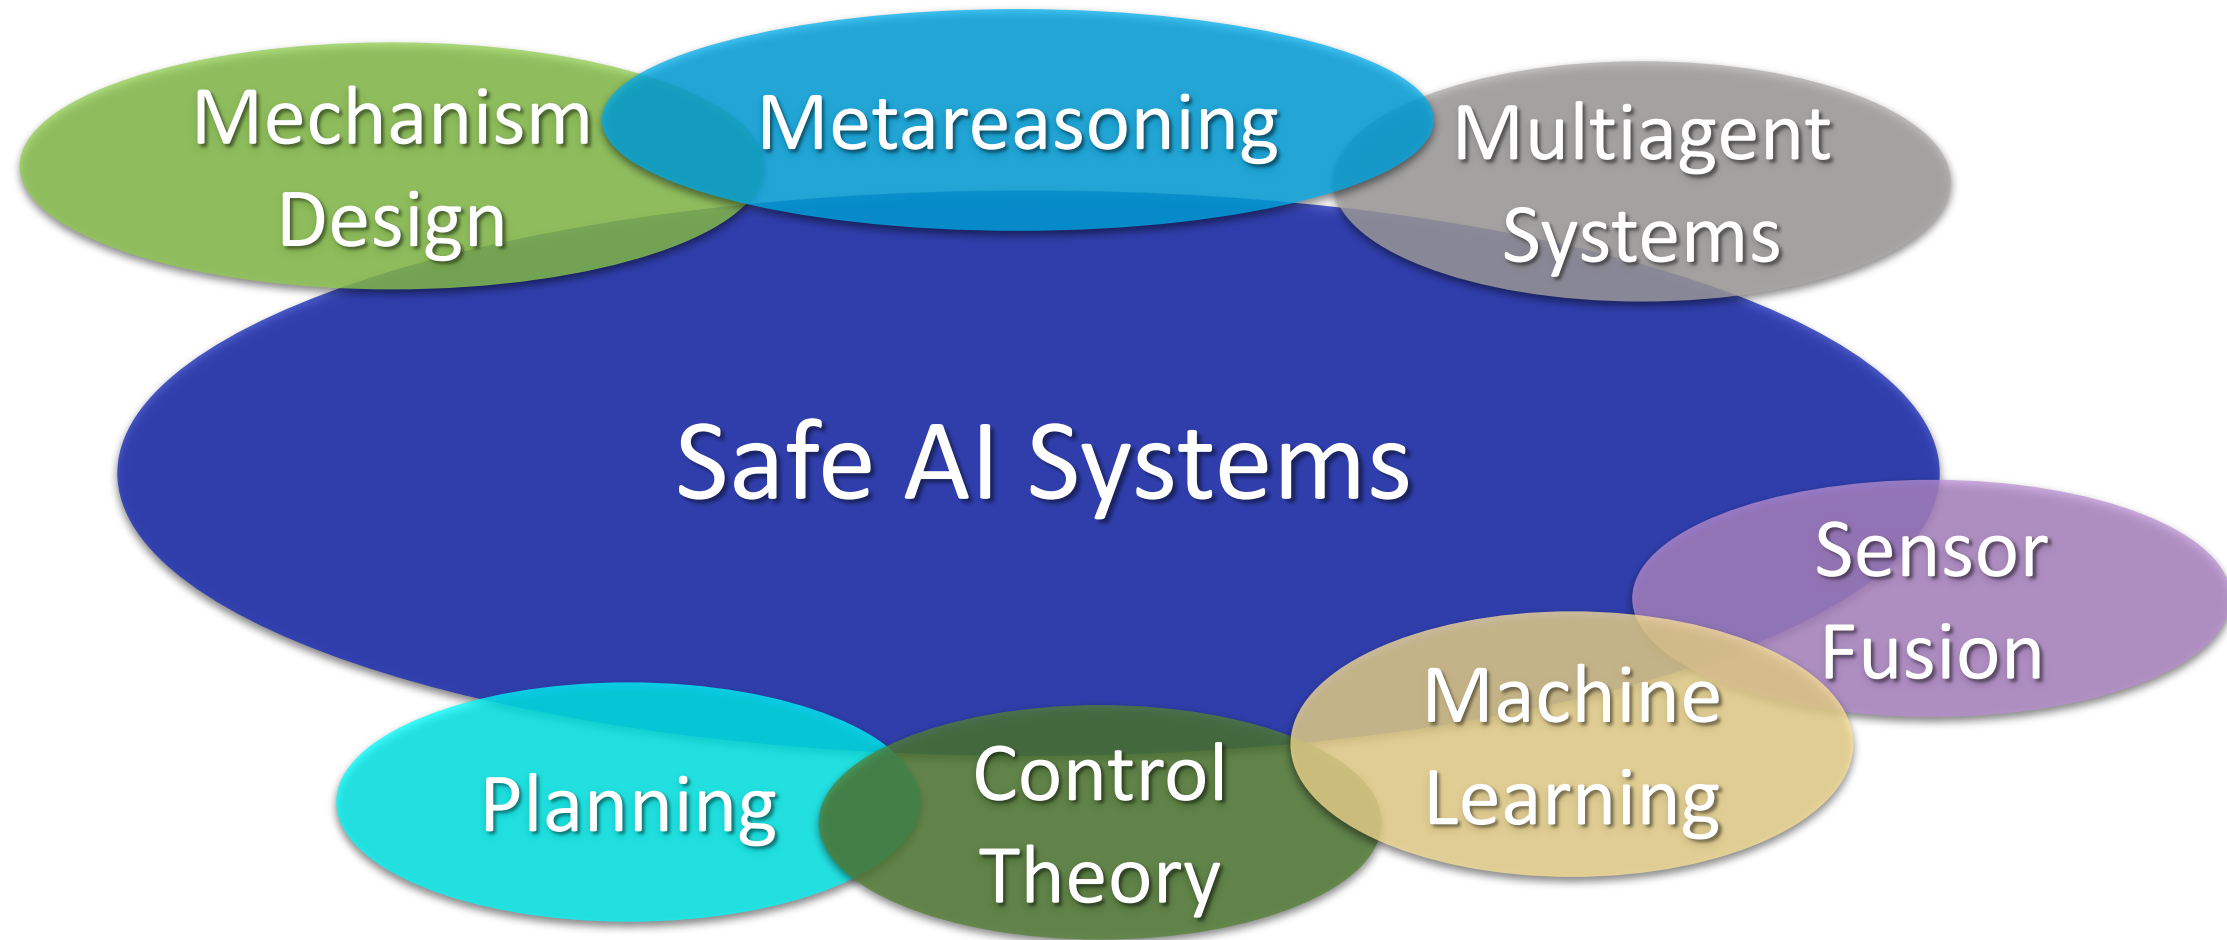 Mechanism
Design
Metareasoning
Multiagent
Systems
Safe AI Systems
Sensor
Fusion
Machine
Learning
Control
Theory
Planning